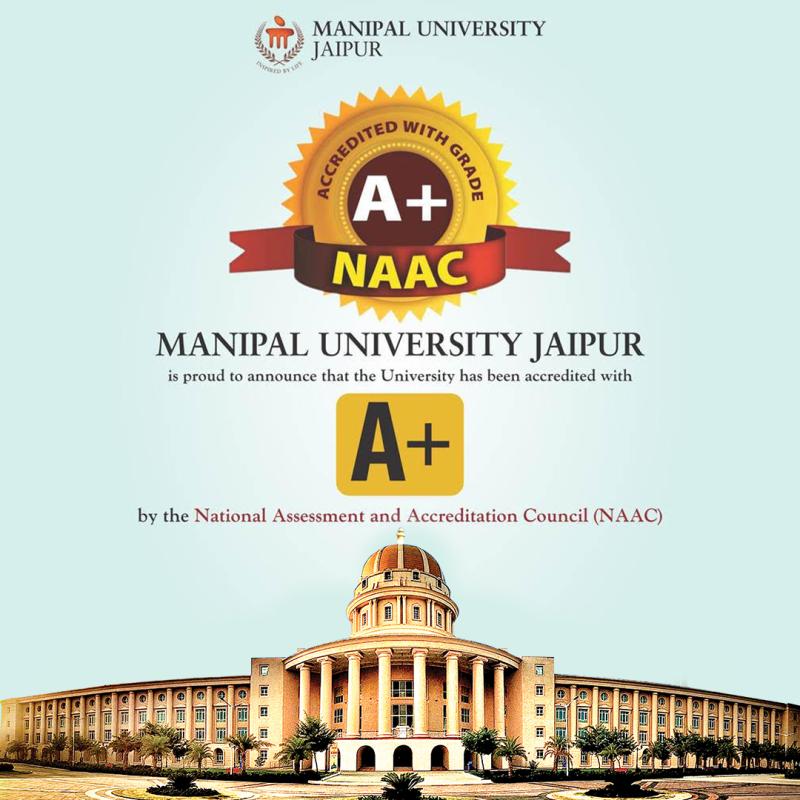 MANIPAL UNIVERSITY
JAIPUR
INSPIRED BY LIFE
ACCREDITED WITH GRADE
A+
NAAC
MANIPAL UNIVERSITY JAIPUR
is proud to announce that the University has been accredited with
A+
by the National Assessment and Accreditation Council (NAAC)